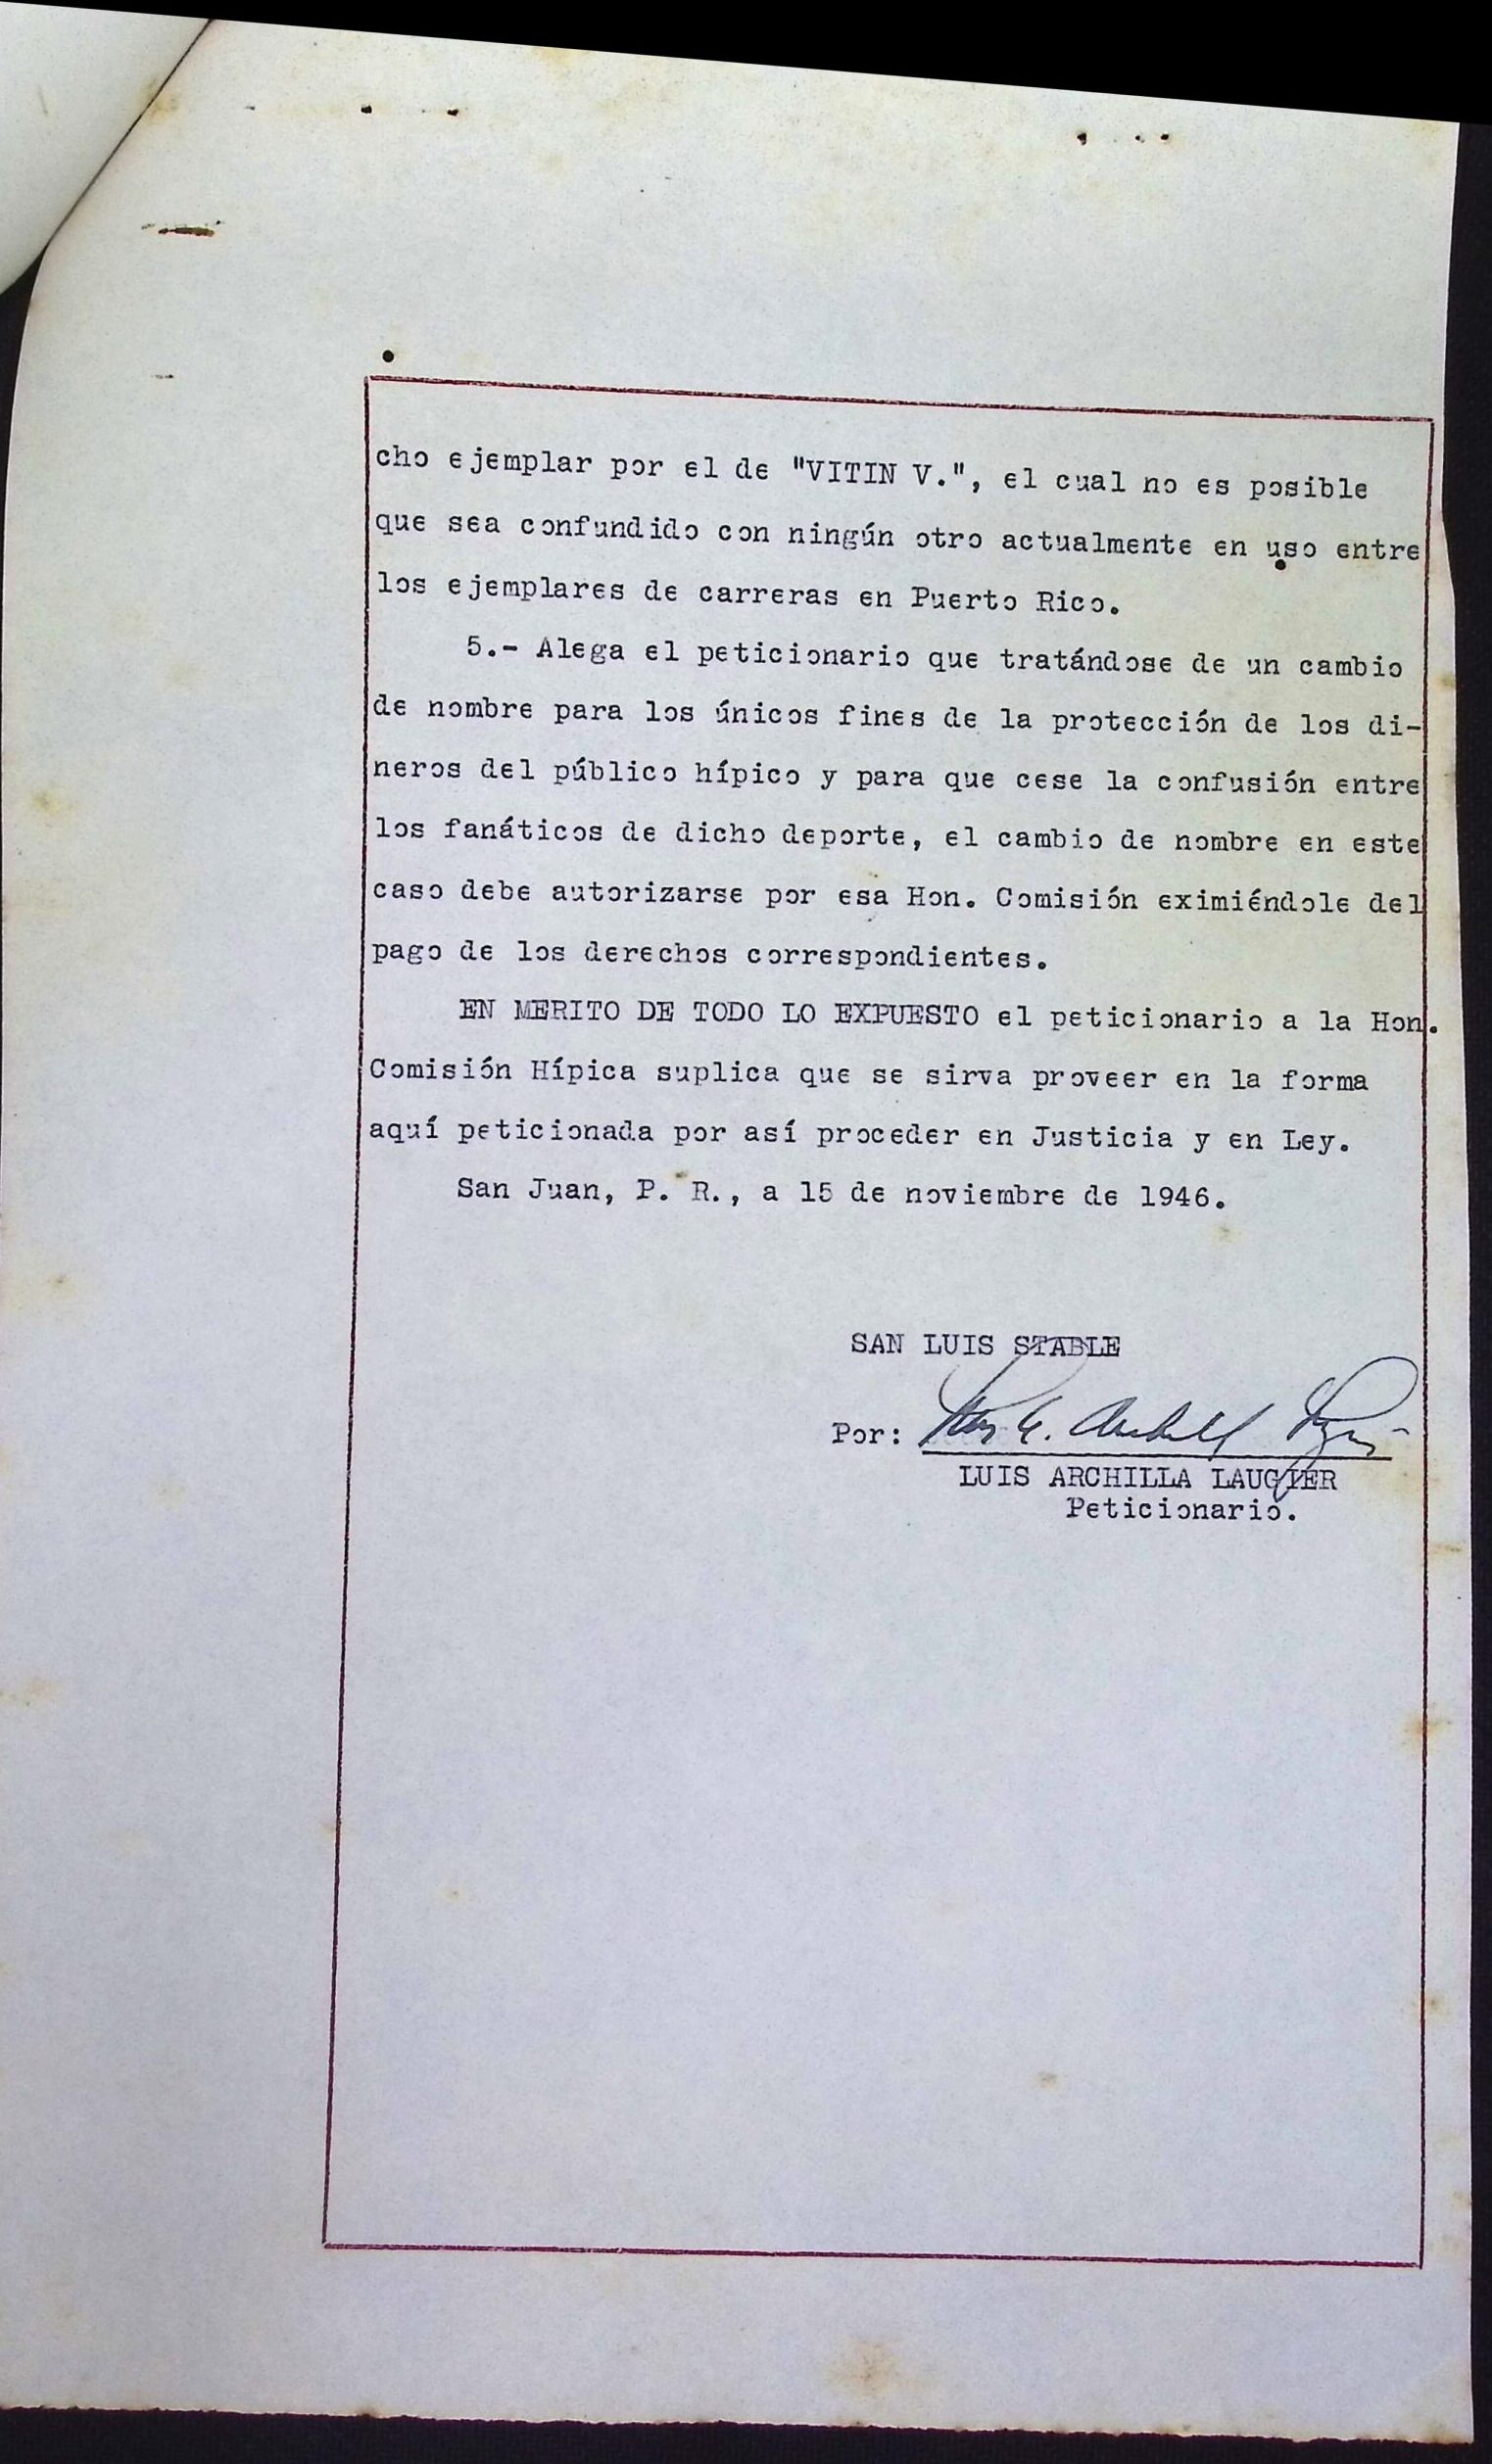 cho ejemplar por el de "VITIN V.", el cual no es posible
que sea confundido con ningún otro actualmente en uso entre
los ejemplares de carreras en Puerto Rico.
5.- Alega el peticionario que tratándose de un cambio
de nombre para los únicos fines de la protección de los di-
neros del público hípico y para que cese la confusión entre
los fanáticos de dicho deporte, el cambio de nombre en este
caso debe autorizarse por esa Hon. Comisión eximiéndole del
pago de los derechos correspondientes.
EN MERITO DE TODO LO EXPUESTO el peticionario a la Hon.
Comisión Hípica suplica que se sirva proveer en la forma
aquí peticionada por así proceder en Justicia y en Ley.
San Juan, P. R., a 15 de noviembre de 1946.
SAN LUIS STABLE
Por:
LUIS ARCHILLA LAUGIER
Peticionario.